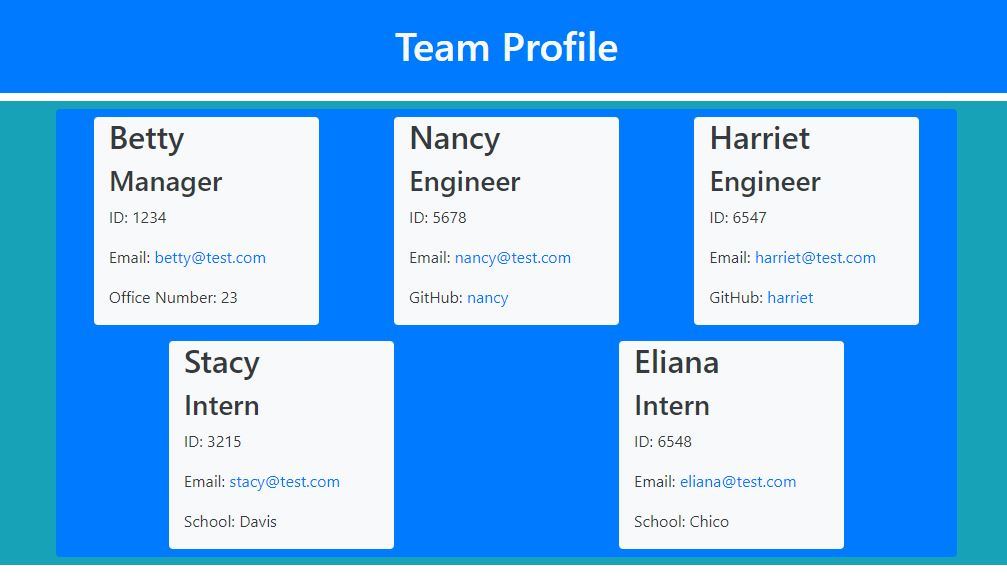 Team Profile
Betty
Manager
ID: 1234
Email: betty@test.com
Office Number: 23
Nancy
Engineer
ID: 5678
Email: nancy@test.com
GitHub: nancy
Harriet
Engineer
ID: 6547
Email: harriet@test.com
GitHub: harriet
Stacy
Intern
ID: 3215
Email: stacy@test.com
School: Davis
Eliana
Intern
ID: 6548
Email: eliana@test.com
School: Chico